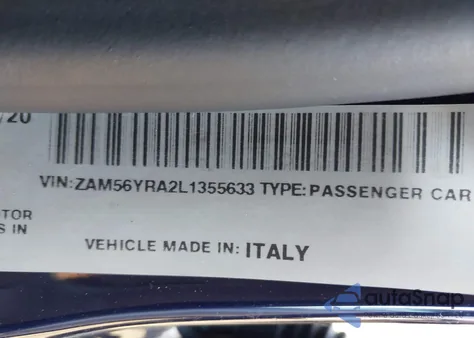 /20
VIN:ZAM56YRA2L1355633 TYPE:PASSENGER CAR
TOR
S IN
VEHICLE MADE IN: ITALY
autoSnap